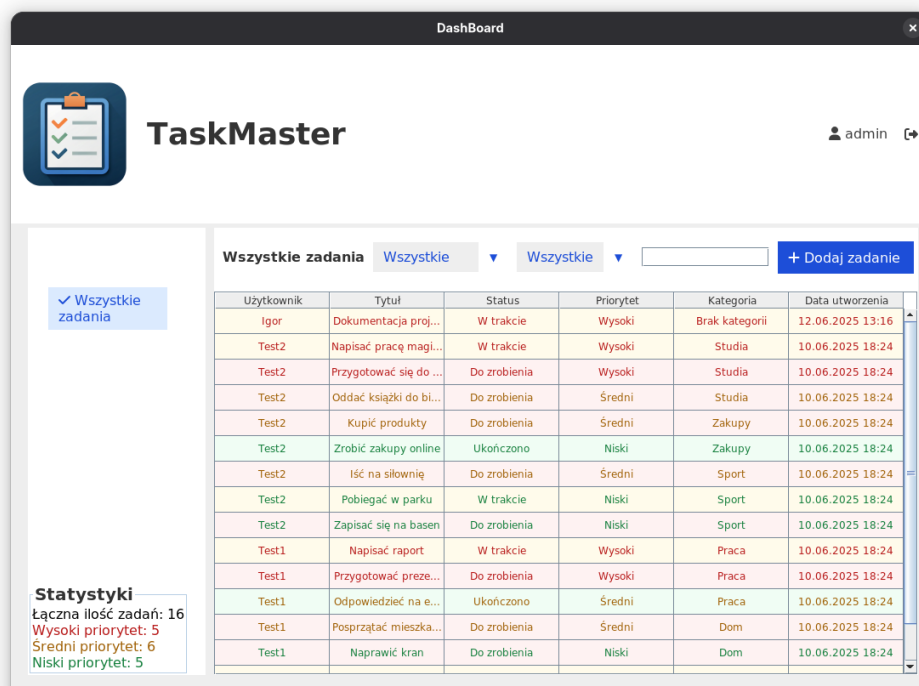 DashBoard
TaskMaster
admin
Wszystkie zadania Wszystkie ▼ Wszystkie ▼ + Dodaj zadanie
Wszystkie
zadania
Użytkownik Tytuł Status Priorytet Kategoria Data utworzenia
Igor Dokumentacja proj... W trakcie Wysoki Brak kategorii 12.06.2025 13:16
Test2 Napisać pracę magi... W trakcie Wysoki Studia 10.06.2025 18:24
Test2 Przygotować się do ... Do zrobienia Wysoki Studia 10.06.2025 18:24
Test2 Oddać książki do bi... Do zrobienia Średni Studia 10.06.2025 18:24
Test2 Kupić produkty Do zrobienia Średni Zakupy 10.06.2025 18:24
Test2 Zrobić zakupy online Ukończono Niski Zakupy 10.06.2025 18:24
Test2 Iść na siłownię Do zrobienia Średni Sport 10.06.2025 18:24
Test2 Pobiegać w parku W trakcie Niski Sport 10.06.2025 18:24
Test2 Zapisać się na basen Do zrobienia Niski Sport 10.06.2025 18:24
Test1 Napisać raport W trakcie Wysoki Praca 10.06.2025 18:24
Test1 Przygotować preze... Do zrobienia Wysoki Praca 10.06.2025 18:24
Test1 Odpowiedzieć na e... Ukończono Średni Praca 10.06.2025 18:24
Test1 Posprzątać mieszka... Do zrobienia Średni Dom 10.06.2025 18:24
Test1 Naprawić kran Do zrobienia Niski Dom 10.06.2025 18:24
Statystyki
Łączna ilość zadań: 16
Wysoki priorytet: 5
Średni priorytet: 6
Niski priorytet: 5